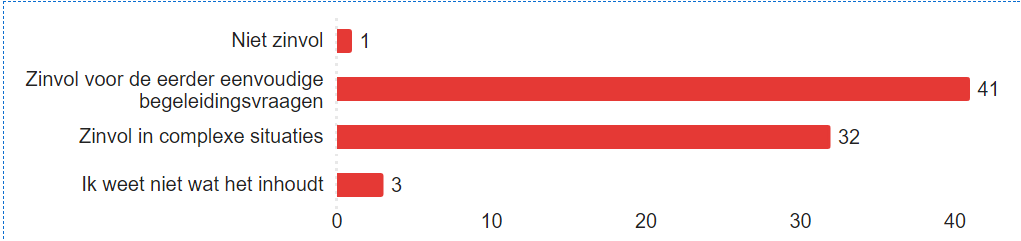 Niet zinvol 1
Zinvol voor de eerder eenvoudige
begeleidingsvraagen 41
Zinvol in complexe situaties 32
Ik weet niet wat het inhoudt 3
0 10 20 30 40